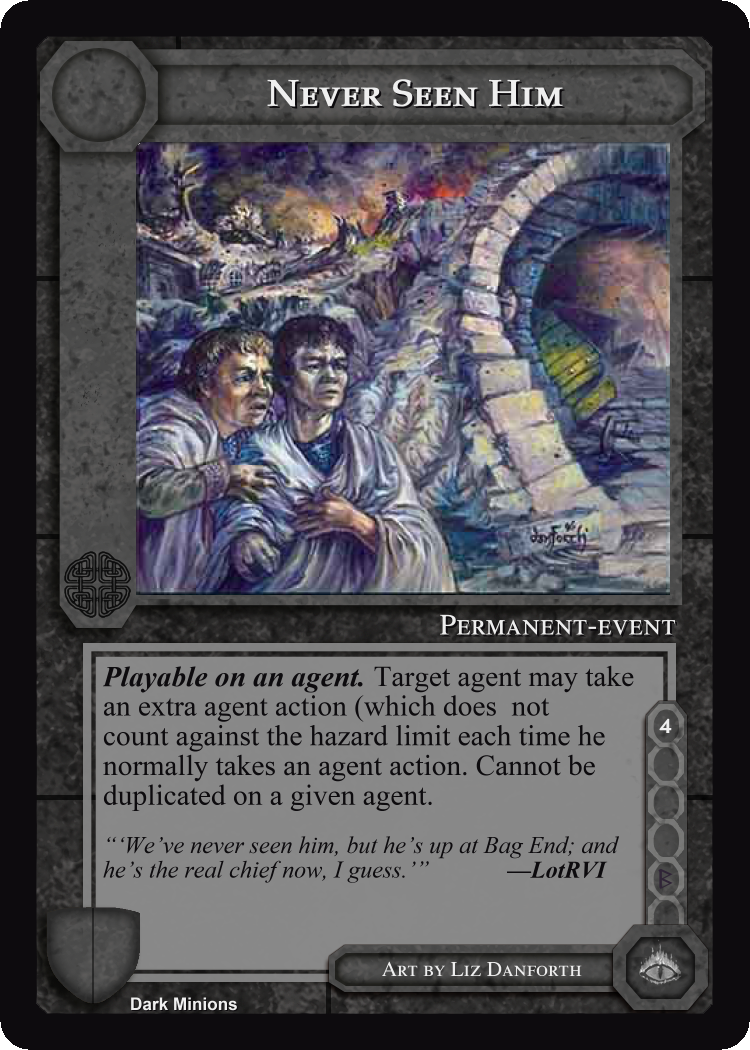 Never Seen Him
danforth 96
Permanent-event
Playable on an agent. Target agent may take
an extra agent action (which does not
count against the hazard limit each time he
normally takes an agent action. Cannot be
duplicated on a given agent.
4
“‘We’ve never seen him, but he’s up at Bag End; and
he’s the real chief now, I guess.’” —LotRVI
B
Art by Liz Danforth
Dark Minions